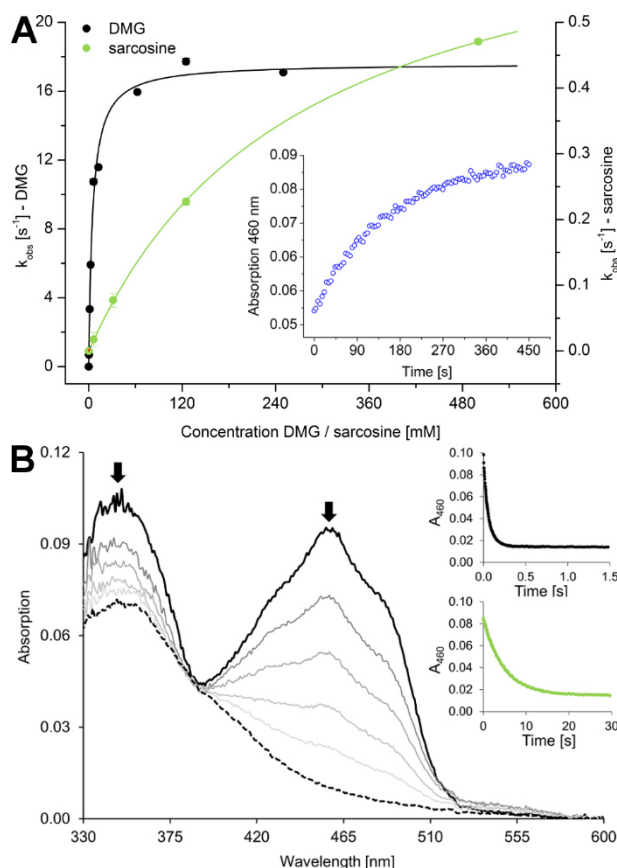 A
DMG
sarcosine
20
16
12
8
4
0
k_obs [s⁻¹] - DMG
0.5
0.4
0.3
0.2
0.1
0.0
k_obs [s⁻¹] - sarcosine
0.09
0.08
0.07
0.06
0.05
Absorption 460 nm
0 90 180 270 360 450
Time [s]
0 120 240 360 480 600
Concentration DMG / sarcosine [mM]
B
0.12
0.09
0.06
0.03
0.00
Absorption
0.10
0.08
0.06
0.04
0.02
0.00
A₄₆₀
0.0 0.5 1.0 1.5
Time [s]
0.10
0.08
0.06
0.04
0.02
0.00
A₄₆₀
0 10 20 30
Time [s]
330 375 420 465 510 555 600
Wavelength [nm]